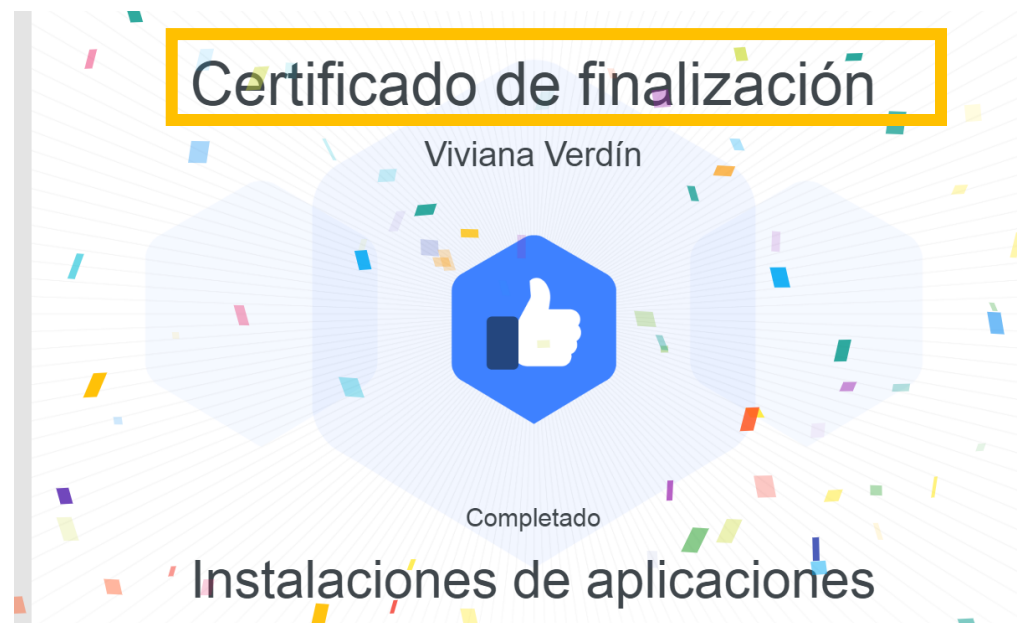 Certificado de finalización
Viviana Verdín
Completado
Instalaciones de aplicaciones